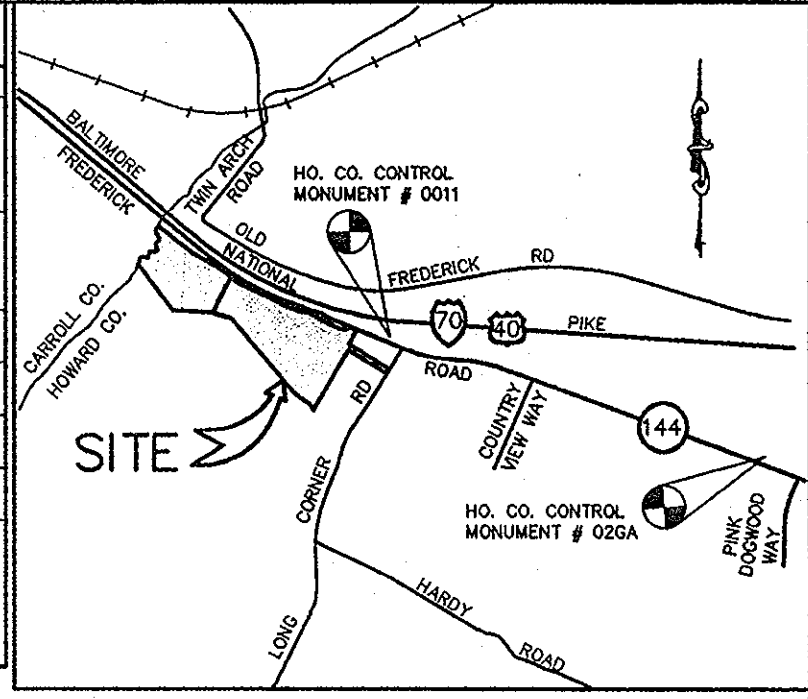 BALTIMORE
FREDERICK
TWIN ARCH
ROAD
HO. CO. CONTROL
MONUMENT # 0011
OLD
NATIONAL
FREDERICK RD
70
40
PIKE
CARROLL CO.
HOWARD CO.
ROAD
RD
COUNTRY
VIEW WAY
144
SITE
CORNER
HO. CO. CONTROL
MONUMENT # 02GA
PINK
DOGWOOD
WAY
LONG
HARDY
ROAD